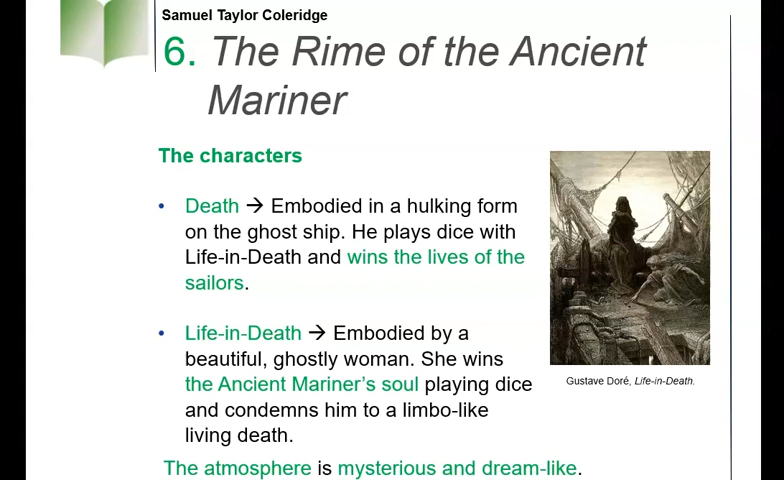 Samuel Taylor Coleridge
6. The Rime of the Ancient
Mariner
The characters
• Death → Embodied in a hulking form
on the ghost ship. He plays dice with
Life-in-Death and wins the lives of the
sailors.
• Life-in-Death → Embodied by a
beautiful, ghostly woman. She wins
the Ancient Mariner’s soul playing dice
and condemns him to a limbo-like
living death.
Gustave Doré, Life-in-Death.
The atmosphere is mysterious and dream-like.